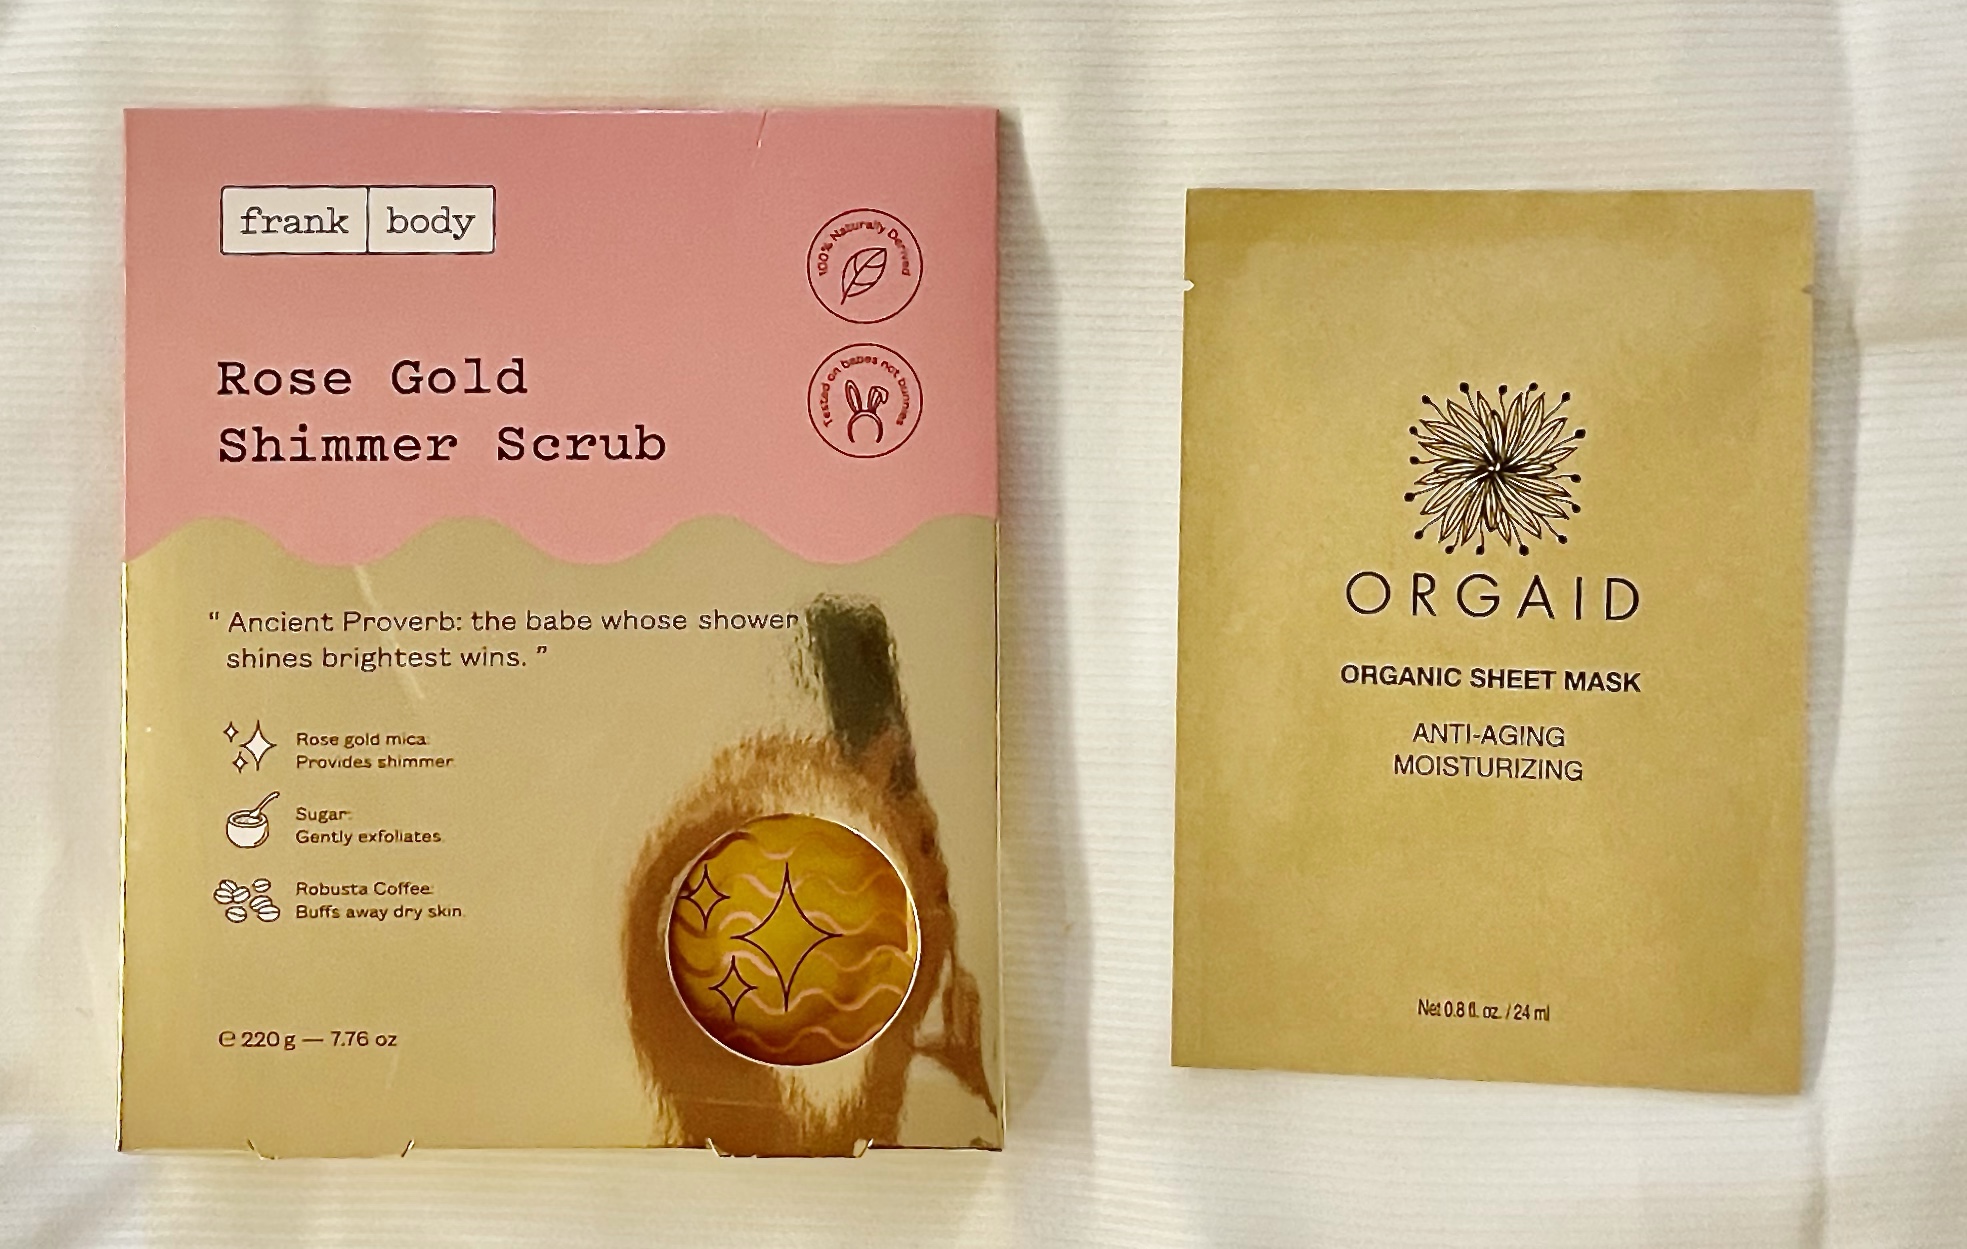 frank body
100% Naturally Derived
Rose Gold
Shimmer Scrub
Tested on babes not bunnies
“ Ancient Proverb: the babe whose shower
shines brightest wins. ”
Rose gold mica:
Provides shimmer.
Sugar:
Gently exfoliates.
Robusta Coffee:
Buffs away dry skin.
℮ 220 g — 7.76 oz
ORGAID
ORGANIC SHEET MASK
ANTI-AGING
MOISTURIZING
Net 0.8 fl. oz. / 24 ml